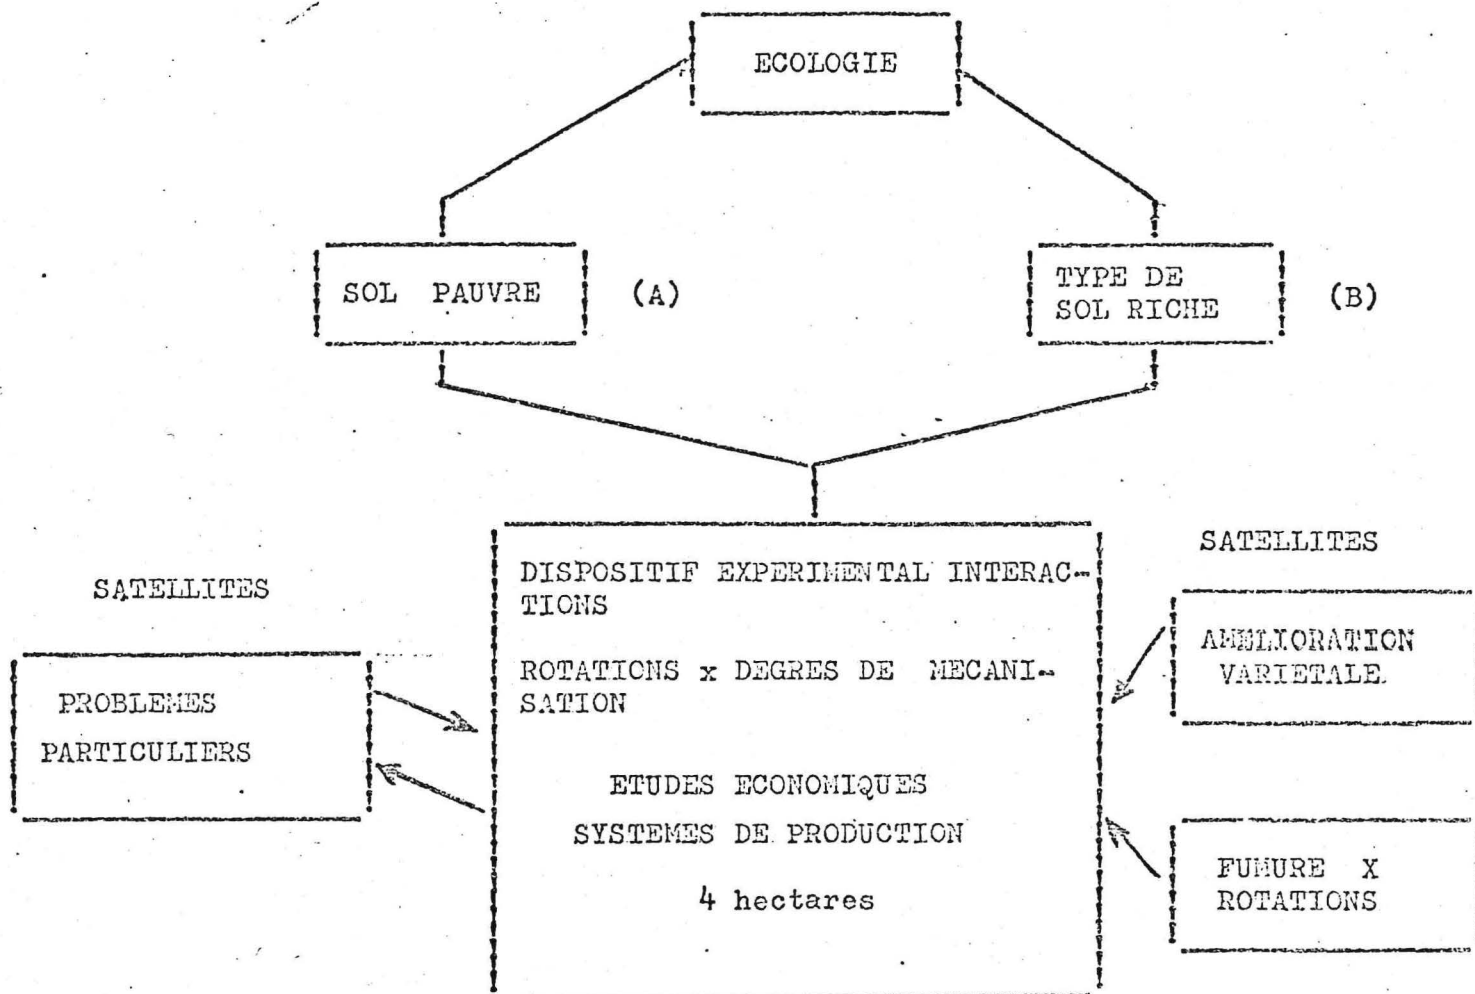 ECOLOGIE
SOL PAUVRE
(A)
TYPE DE
SOL RICHE
(B)
SATELLITES
PROBLEMES
PARTICULIERS
DISPOSITIF EXPERIMENTAL INTERAC-
TIONS
ROTATIONS x DEGRES DE MECANI-
SATION
ETUDES ECONOMIQUES
SYSTEMES DE PRODUCTION
4 hectares
SATELLITES
AMELIORATION
VARIETALE
FUMURE X
ROTATIONS